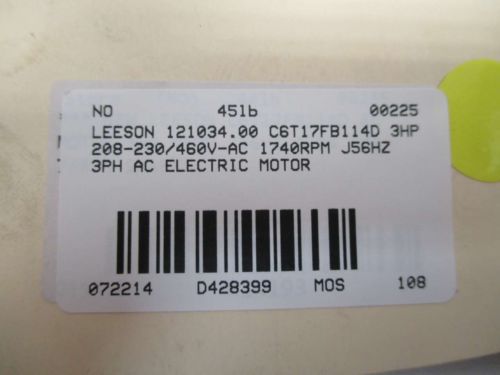 NO 45lb 00225
LEESON 121034.00 C6T17FB114D 3HP
208-230/460V-AC 1740RPM J56HZ
3PH AC ELECTRIC MOTOR
072214 D428399 MOS 108